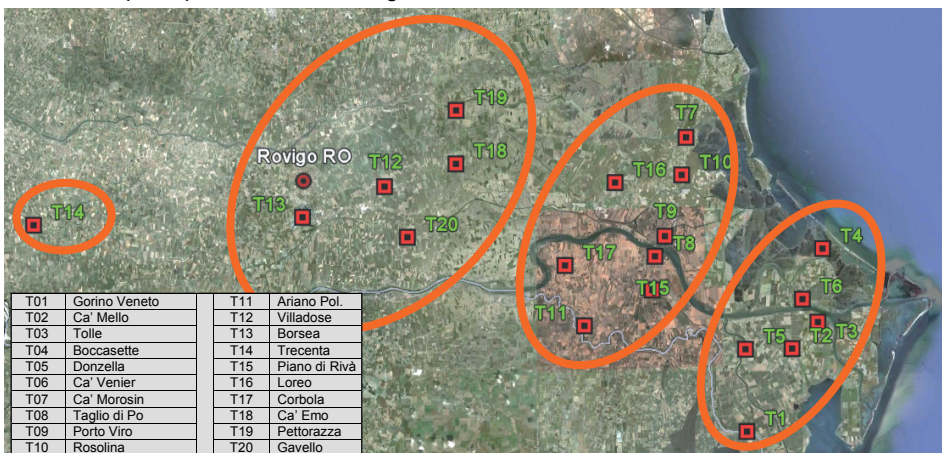 T19
T7
Rovigo RO
T12
T18
T16
T10
T14
T13
T20
T9
T8
T4
T17
T6
T15
T11
T5
T2
T3
T1
T01 Gorino Veneto T11 Ariano Pol.
T02 Ca' Mello T12 Villadose
T03 Tolle T13 Borsea
T04 Boccasette T14 Trecenta
T05 Donzella T15 Piano di Rivà
T06 Ca' Venier T16 Loreo
T07 Ca' Morosin T17 Corbola
T08 Taglio di Po T18 Ca' Emo
T09 Porto Viro T19 Pettorazza
T10 Rosolina T20 Gavello